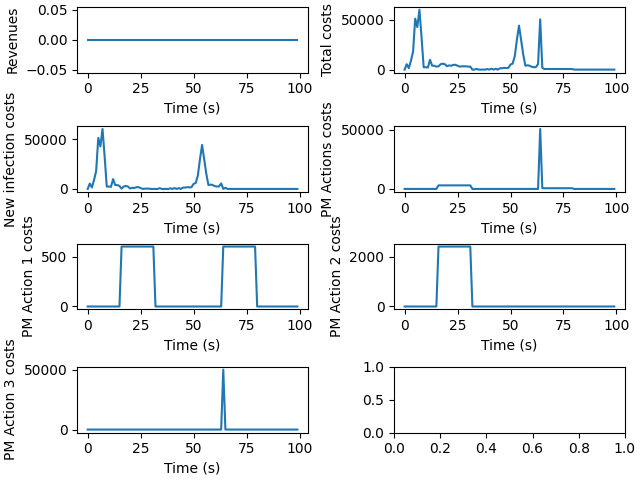 Revenues
0.05
0.00
−0.05
0 25 50 75 100
Time (s)
Total costs
50000
0
0 25 50 75 100
Time (s)
New infection costs
50000
0
0 25 50 75 100
Time (s)
PM Actions costs
50000
0
0 25 50 75 100
Time (s)
PM Action 1 costs
500
0
0 25 50 75 100
Time (s)
PM Action 2 costs
2000
0
0 25 50 75 100
Time (s)
PM Action 3 costs
50000
0
0 25 50 75 100
Time (s)
1.0
0.5
0.0
0.0 0.2 0.4 0.6 0.8 1.0